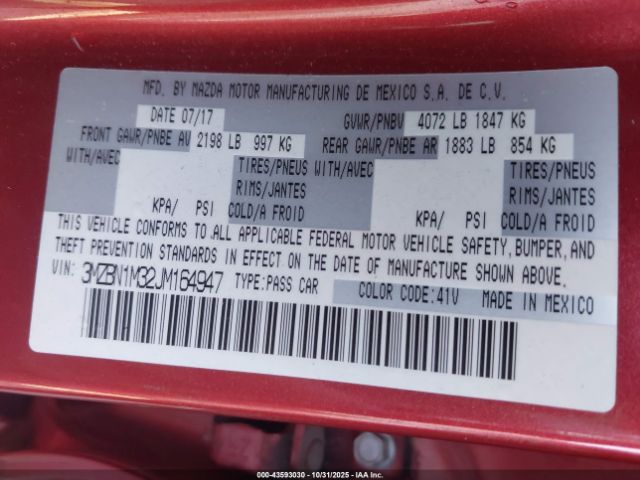 MFD. BY MAZDA MOTOR MANUFACTURING DE MEXICO S.A. DE C.V.
DATE 07/17 GVWR/PNBV 4072 LB 1847 KG
FRONT GAWR/PNBE AV 2198 LB 997 KG REAR GAWR/PNBE AR 1883 LB 854 KG
WITH/AVEC TIRES/PNEUS WITH/AVEC TIRES/PNEUS
RIMS/JANTES RIMS/JANTES
KPA/ PSI COLD/A FROID KPA/ PSI COLD/A FROID
THIS VEHICLE CONFORMS TO ALL APPLICABLE FEDERAL MOTOR VEHICLE SAFETY, BUMPER, AND
THEFT PREVENTION STANDARDS IN EFFECT ON THE DATE OF MANUFACTURE SHOWN ABOVE.
VIN: 3MZBN1M32JM164947 TYPE:PASS CAR COLOR CODE:41V MADE IN MEXICO
000-43593030 - 10/31/2025 - IAAI.COM